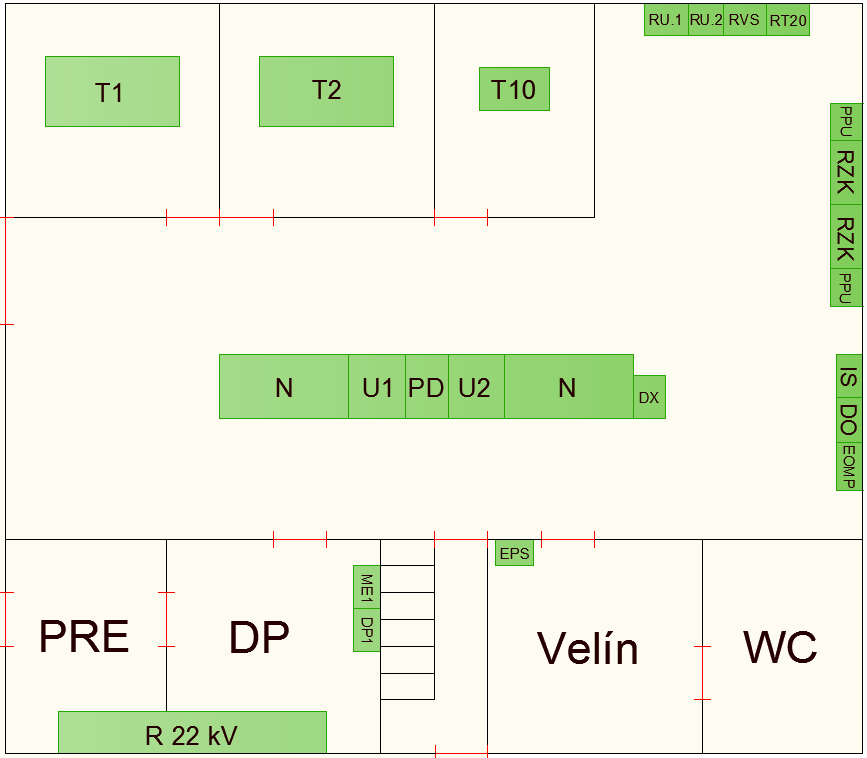 RU.1 RU.2 RVS RT20
T1 T2 T10
PPU
RZK
RZK
PPU
N U1 PD U2 N DX
IS
DO
EOMP
EPS
ME1
DP1
PRE DP Velín WC
R 22 kV